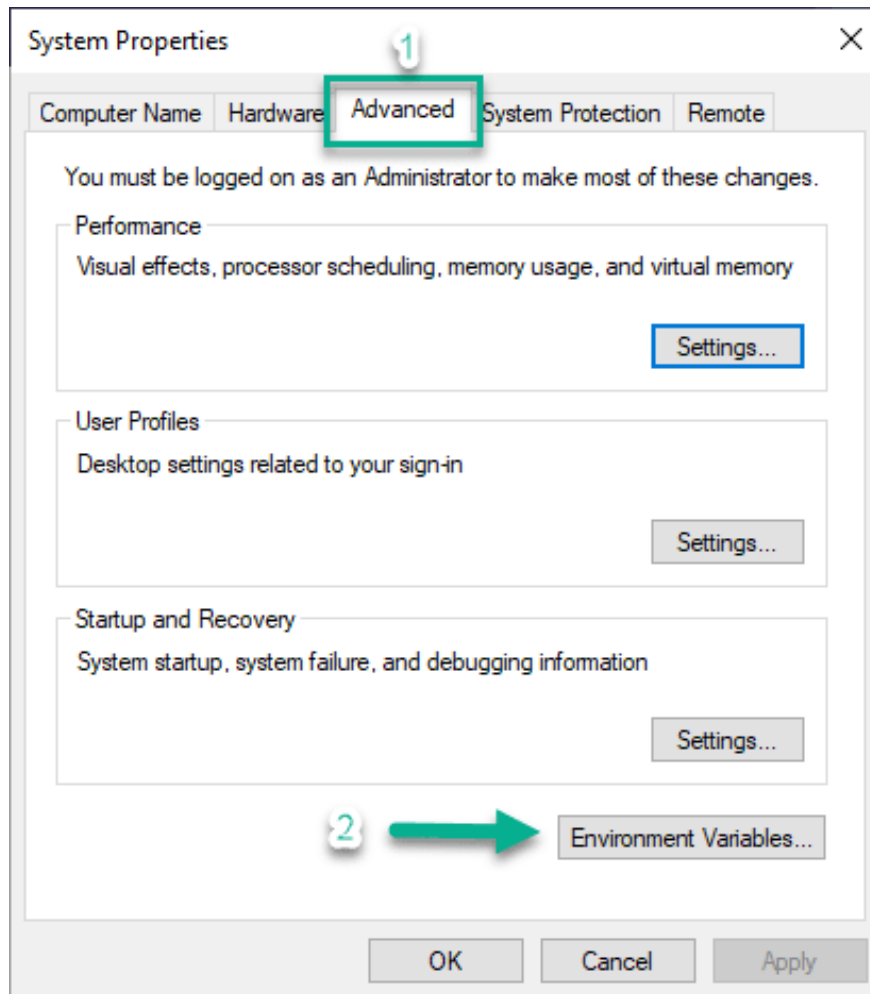 System Properties
1
Computer Name Hardware Advanced System Protection Remote
You must be logged on as an Administrator to make most of these changes.
Performance
Visual effects, processor scheduling, memory usage, and virtual memory
Settings...
User Profiles
Desktop settings related to your sign-in
Settings...
Startup and Recovery
System startup, system failure, and debugging information
Settings...
2
Environment Variables...
OK Cancel Apply